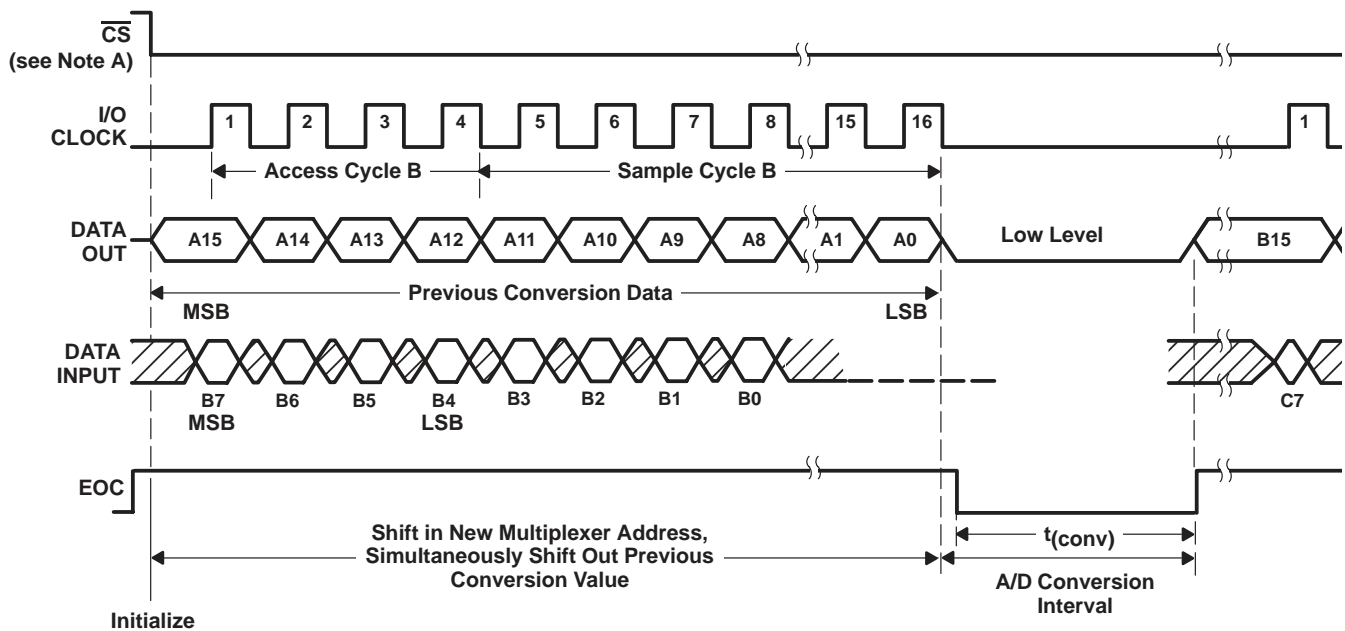 CS
(see Note A)
I/O
CLOCK
1 2 3 4 5 6 7 8 15 16 1
Access Cycle B
Sample Cycle B
DATA
OUT
A15 A14 A13 A12 A11 A10 A9 A8 A1 A0 Low Level B15
Previous Conversion Data
MSB LSB
DATA
INPUT
B7 B6 B5 B4 B3 B2 B1 B0 C7
MSB LSB
EOC
Shift in New Multiplexer Address,
Simultaneously Shift Out Previous
Conversion Value
t(conv)
A/D Conversion
Interval
Initialize